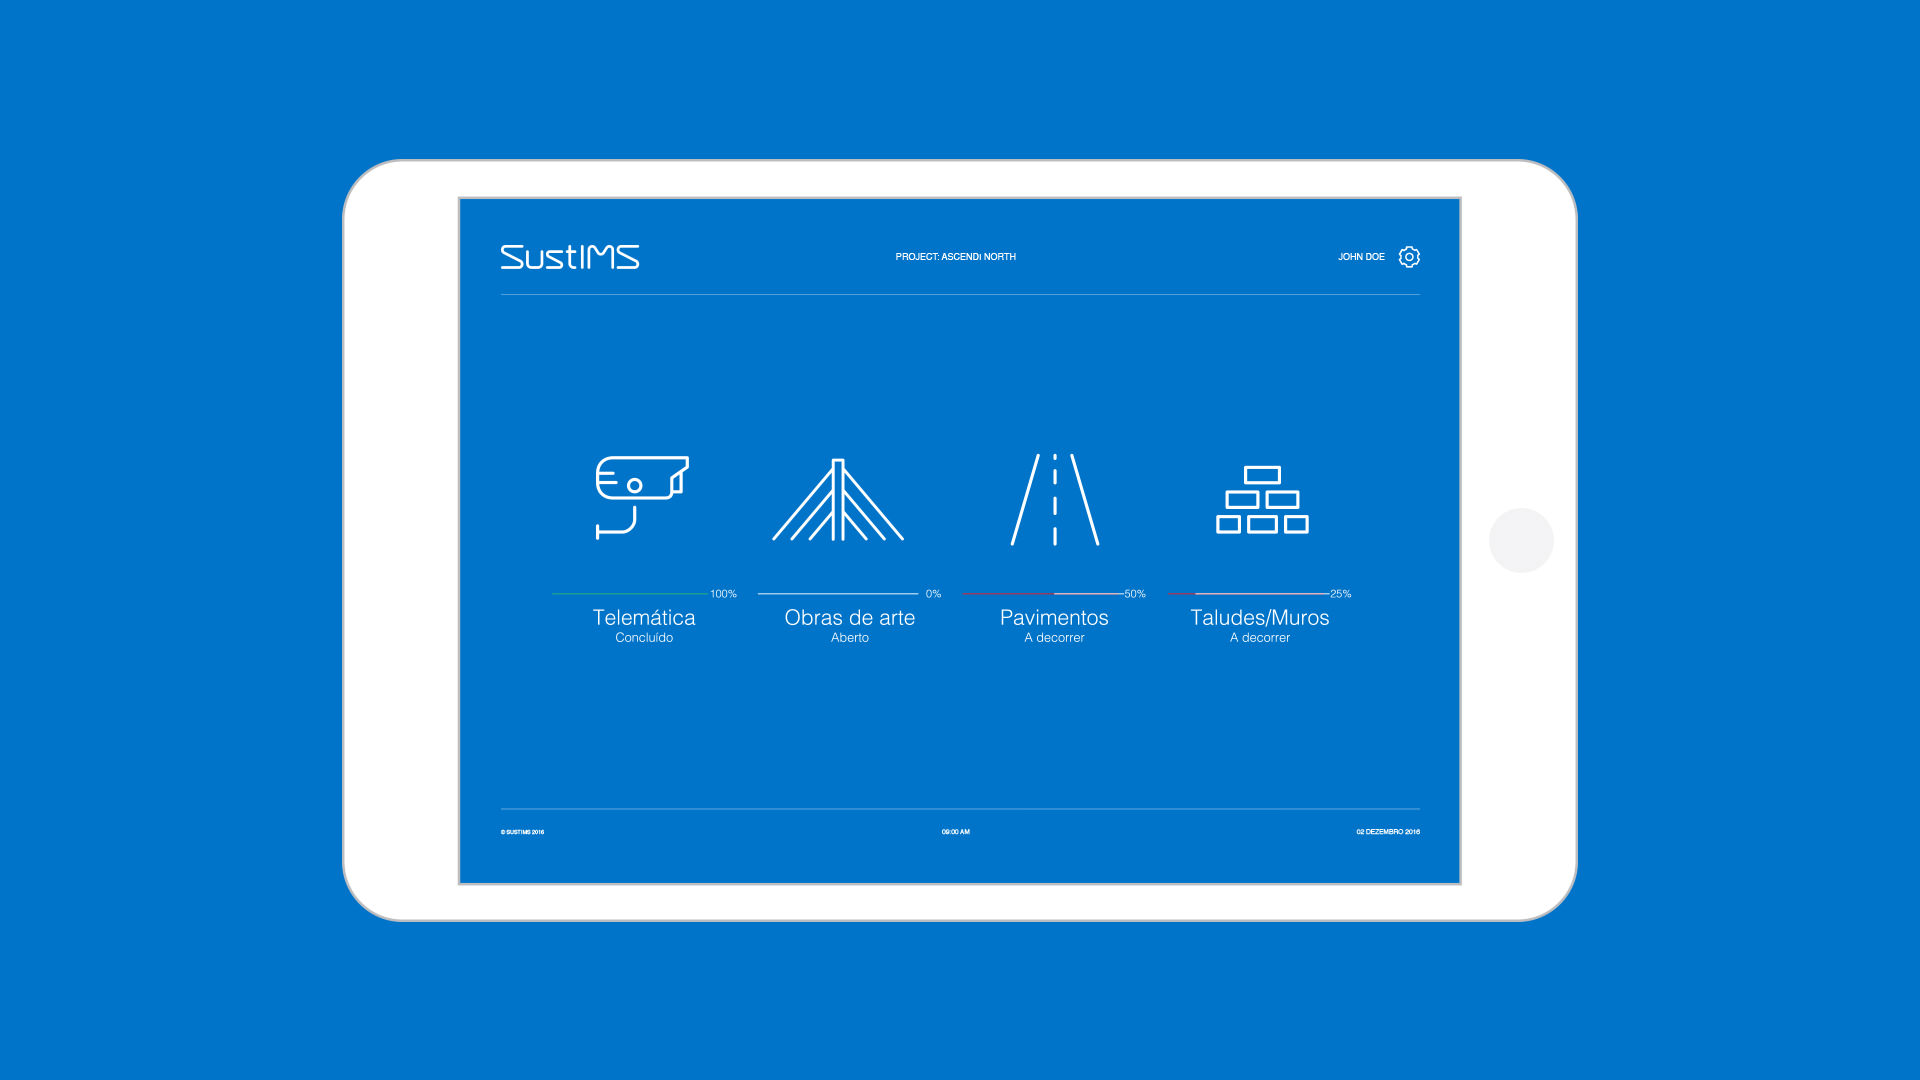 SustIMS
PROJECT: ASCENDI NORTH
JOHN DOE
100%
Telemática
Concluído
0%
Obras de arte
Aberto
50%
Pavimentos
A decorrer
25%
Taludes/Muros
A decorrer
© SUSTIMS 2016
09:00 AM
02 DEZEMBRO 2016